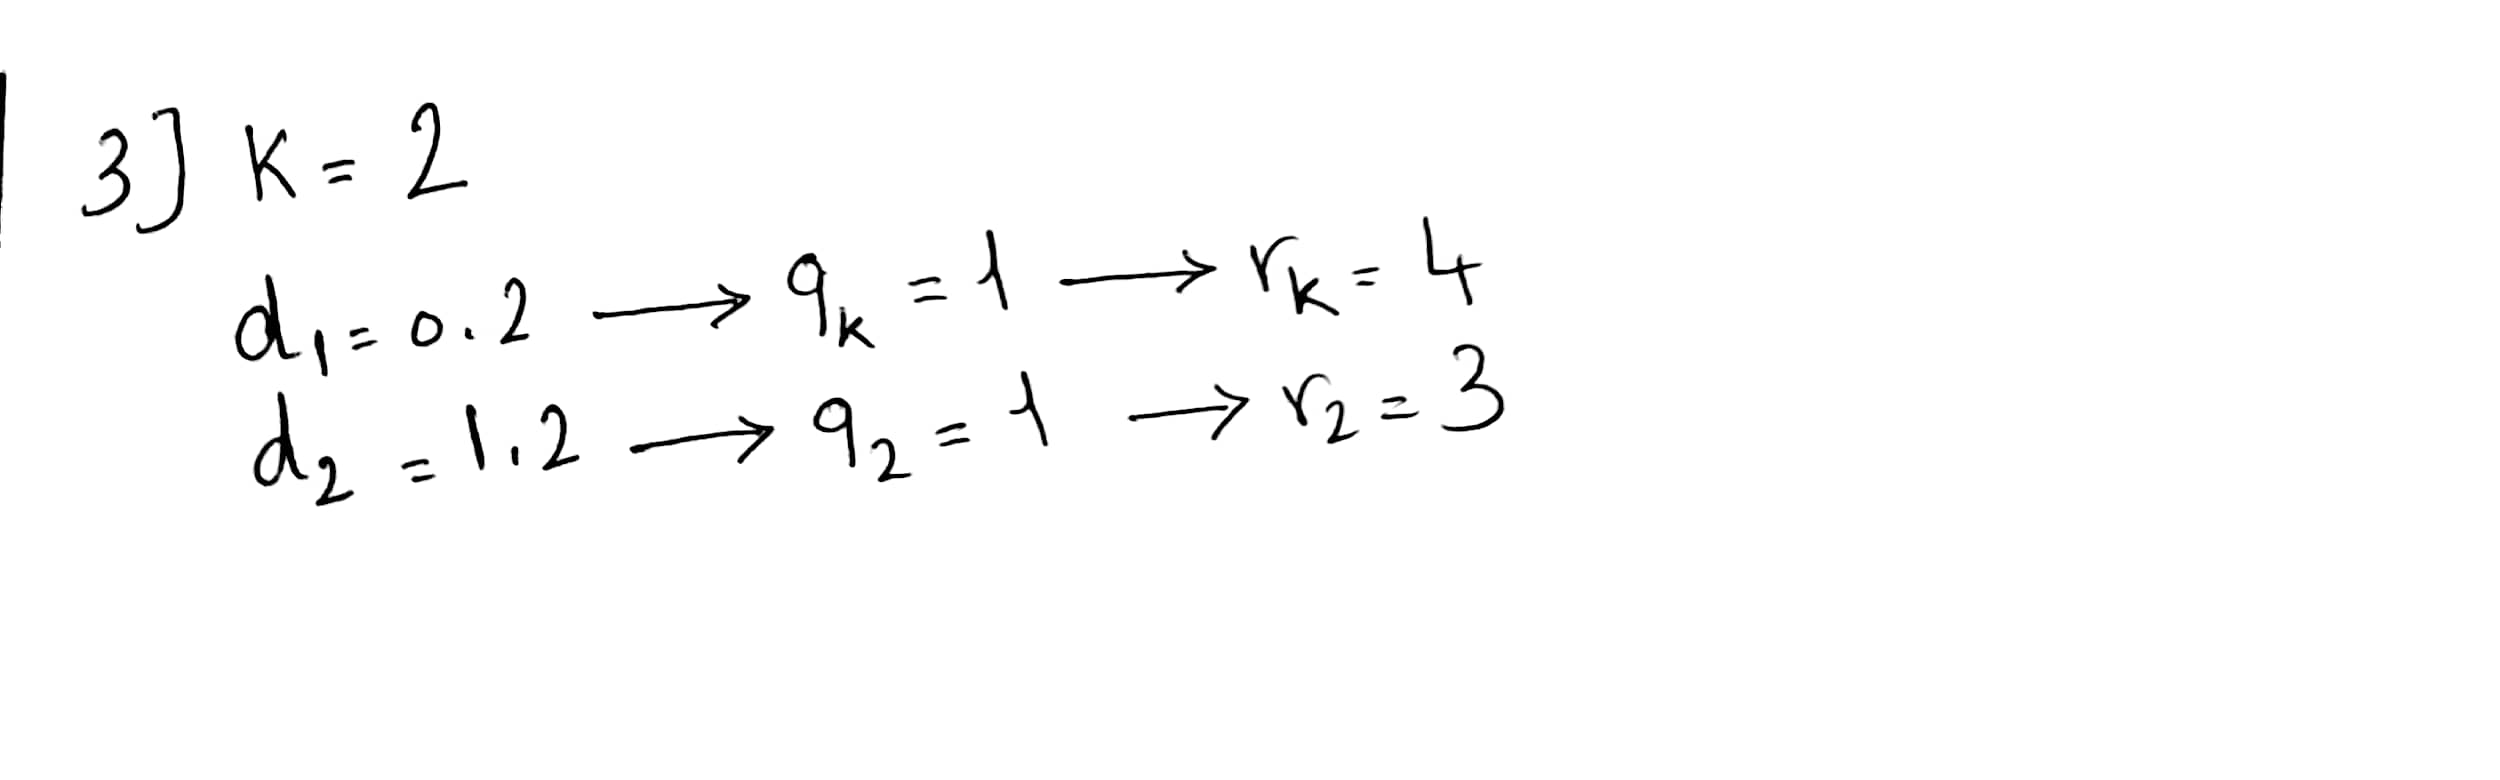 3] K = 2
d₁ = 0.2 ⟶ qₖ = 1 ⟶ rₖ = 4
d₂ = 1.2 ⟶ q₂ = 1 ⟶ r₂ = 3